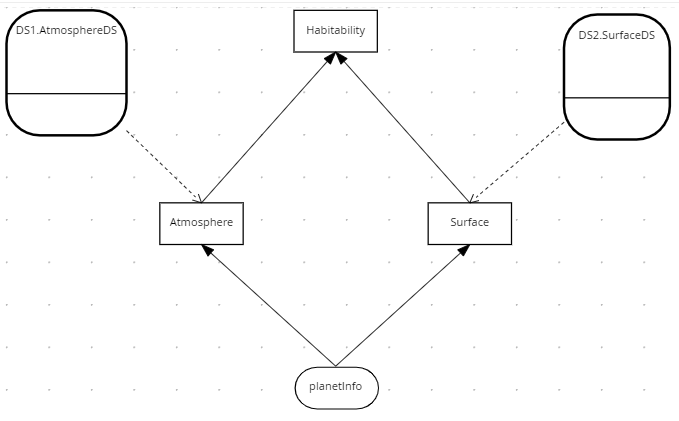 DS1.AtmosphereDS
Habitability
DS2.SurfaceDS
Atmosphere
Surface
planetInfo